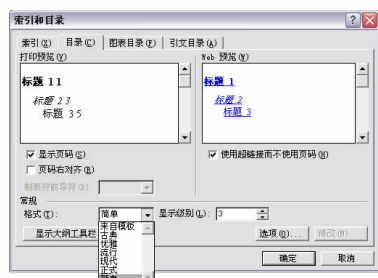 索引和目录
索引(X) 目录(C) 图表目录(F) 引文目录(A)
打印预览(V) Web 预览(W)
标题 1 1
标题 2 3
标题 3 5
标题 1
标题 2
标题 3
显示页码(S) 使用超链接而不使用页码(H)
页码右对齐(R)
制表符前导符(B):
常规
格式(T): 简单 显示级别(L): 3
显示大纲工具栏 选项(O)... 修改(M)...
来自模板
古典
优雅
流行
现代
正式
确定 取消